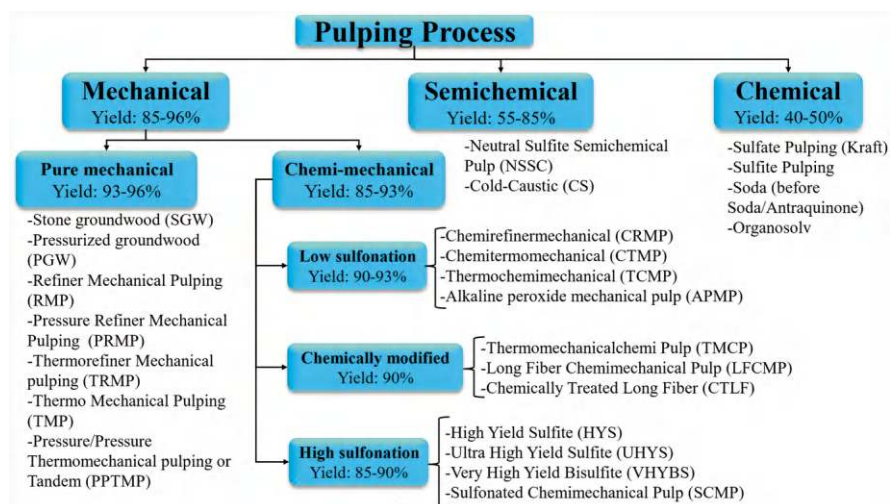 Pulping Process
Mechanical
Yield: 85-96%
Semichemical
Yield: 55-85%
Chemical
Yield: 40-50%
Pure mechanical
Yield: 93-96%
-Stone groundwood (SGW)
-Pressurized groundwood
(PGW)
-Refiner Mechanical Pulping
(RMP)
-Pressure Refiner Mechanical
Pulping (PRMP)
-Thermorefiner Mechanical
pulping (TRMP)
-Thermo Mechanical Pulping
(TMP)
-Pressure/Pressure
Thermomechanical pulping or
Tandem (PPTMP)
Chemi-mechanical
Yield: 85-93%
-Neutral Sulfite Semichemical
Pulp (NSSC)
-Cold-Caustic (CS)
-Sulfate Pulping (Kraft)
-Sulfite Pulping
-Soda (before
Soda/Antraquinone)
-Organosolv
Low sulfonation
Yield: 90-93%
-Chemirefinermechanical (CRMP)
-Chemitermomechanical (CTMP)
-Thermochemimechanical (TCMP)
-Alkaline peroxide mechanical pulp (APMP)
Chemically modified
Yield: 90%
-Thermomechanicalchemi Pulp (TMCP)
-Long Fiber Chemimechanical Pulp (LFCMP)
-Chemically Treated Long Fiber (CTLF)
High sulfonation
Yield: 85-90%
-High Yield Sulfite (HYS)
-Ultra High Yield Sulfite (UHYS)
-Very High Yield Bisulfite (VHYBS)
-Sulfonated Chemimechanical Pulp (SCMP)